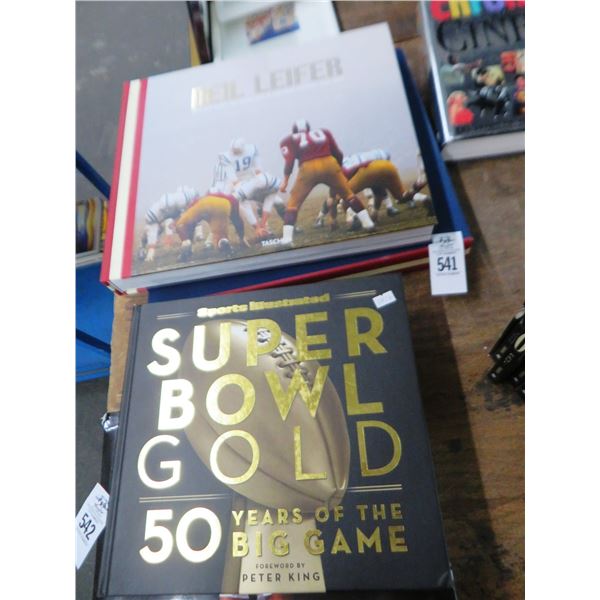 NEIL LEIFER
19
70
TASCHEN
541
Sports Illustrated
SUPER
BOWL
GOLD
50 YEARS OF THE
BIG GAME
FOREWORD BY
PETER KING
542